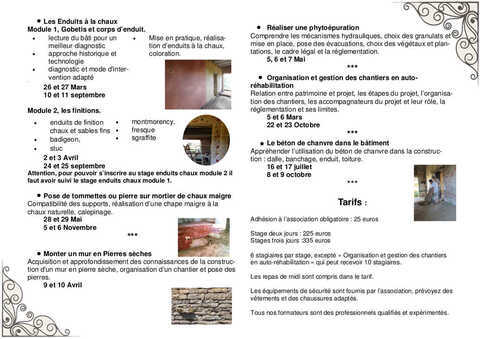 • Les Enduits à la chaux
Module 1, Gobetis et corps d'enduit.
• lecture du bâti pour un
meilleur diagnostic
• approche historique et
technologie
• diagnostic et mode d'inter-
vention adapté
• Mise en pratique, réalisa-
tion d'enduits à la chaux,
coloration.
26 et 27 Mars
10 et 11 septembre
Module 2, les finitions.
• enduits de finition
chaux et sables fins
• badigeon,
• stuc
• montmorency,
• fresque
• sgraffite
2 et 3 Avril
24 et 25 septembre
Attention, pour pouvoir s'inscrire au stage enduits chaux module 2 il
faut avoir suivi le stage enduits chaux module 1.
• Pose de tommettes ou pierre sur mortier de chaux maigre
Compatibilité des supports, réalisation d'une chape maigre à la
chaux naturelle, calepinage.
28 et 29 Mai
5 et 6 Novembre
***
• Monter un mur en Pierres sèches
Acquisition et approfondissement des connaissances de la construc-
tion d'un mur en pierre sèche, organisation d'un chantier et pose des
pierres.
9 et 10 Avril
• Réaliser une phytoépuration
Comprendre les mécanismes hydrauliques, choix des granulats et
mise en place, pose des évacuations, choix des végétaux et plan-
tations, le cadre légal et la réglementation.
5, 6 et 7 Mai
***
• Organisation et gestion des chantiers en auto-
réhabilitation
Relation entre patrimoine et projet, les étapes du projet, l'organisa-
tion des chantiers, les accompagnateurs du projet et leur rôle, la
réglementation et ses limites.
5 et 6 Mars
22 et 23 Octobre
***
• Le béton de chanvre dans le bâtiment
Appréhender l'utilisation du béton de chanvre dans la construc-
tion : dalle, banchage, enduit, toiture.
16 et 17 juillet
8 et 9 octobre
***
Tarifs :
Adhésion à l'association obligatoire : 25 euros
Stage deux jours : 225 euros
Stages trois jours :335 euros
6 stagiaires par stage, excepté « Organisation et gestion des chantiers
en auto-réhabilitation » qui peut recevoir 10 stagiaires.
Les repas de midi sont compris dans le tarif.
Les équipements de sécurité sont fournis par l'association, prévoyez des
vêtements et des chaussures adaptés.
Tous nos formateurs sont des professionnels qualifiés et expérimentés.